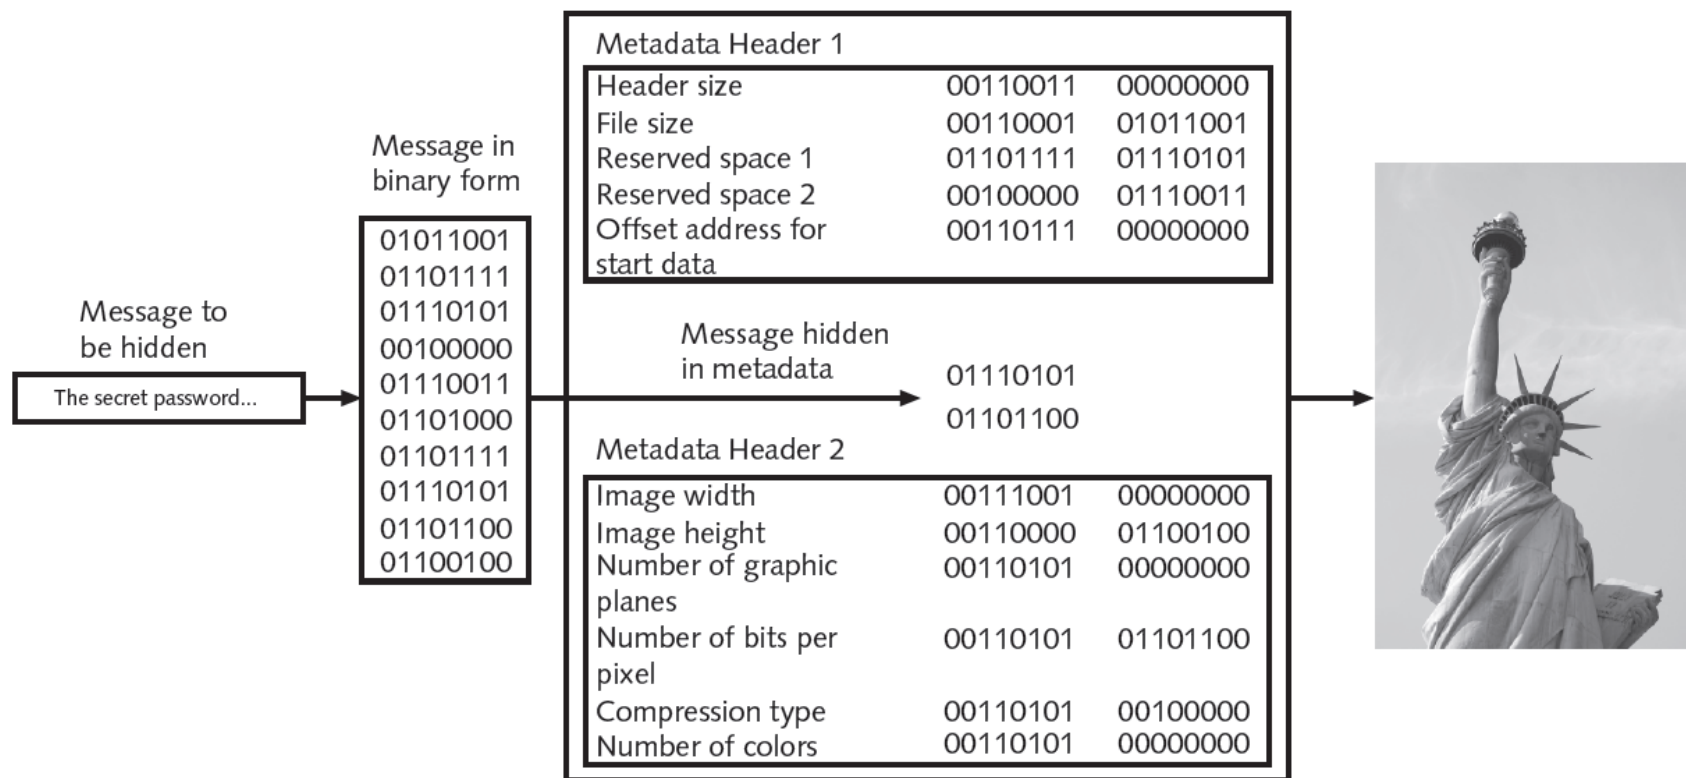 Message to
be hidden
The secret password...
Message in
binary form
01011001
01101111
01110101
00100000
01110011
01101000
01101111
01110101
01101100
01100100
Metadata Header 1
Header size 00110011 00000000
File size 00110001 01011001
Reserved space 1 01101111 01110101
Reserved space 2 00100000 01110011
Offset address for 00110111 00000000
start data
Message hidden
in metadata
01110101
01101100
Metadata Header 2
Image width 00111001 00000000
Image height 00110000 01100100
Number of graphic 00110101 00000000
planes
Number of bits per 00110101 01101100
pixel
Compression type 00110101 00100000
Number of colors 00110101 00000000